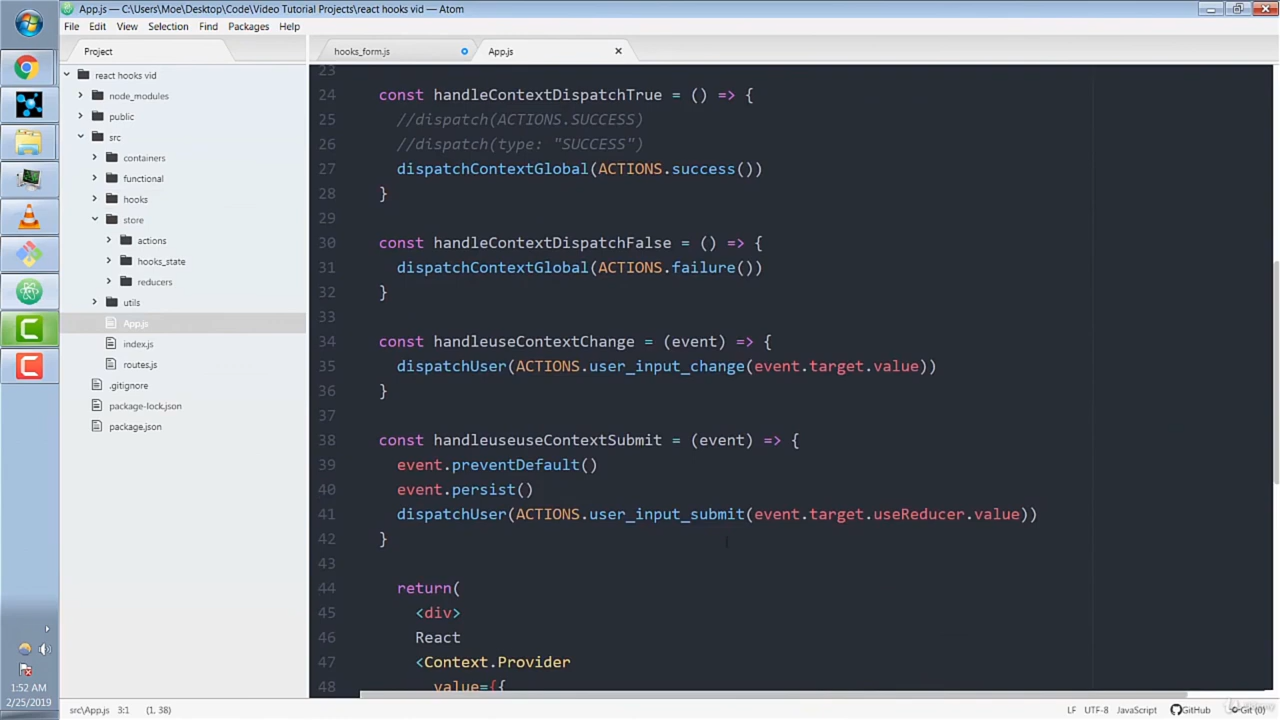 App.js — C:\Users\Moe\Desktop\Code\Video Tutorial Projects\react hooks vid — Atom
File Edit View Selection Find Packages Help
Project
hooks_form.js
App.js
react hooks vid
node_modules
public
src
containers
functional
hooks
store
actions
hooks_state
reducers
utils
App.js
index.js
routes.js
.gitignore
package-lock.json
package.json
23
24 const handleContextDispatchTrue = () => {
25 //dispatch(ACTIONS.SUCCESS)
26 //dispatch(type: "SUCCESS")
27 dispatchContextGlobal(ACTIONS.success())
28 }
29
30 const handleContextDispatchFalse = () => {
31 dispatchContextGlobal(ACTIONS.failure())
32 }
33
34 const handleuseContextChange = (event) => {
35 dispatchUser(ACTIONS.user_input_change(event.target.value))
36 }
37
38 const handleuseuseContextSubmit = (event) => {
39 event.preventDefault()
40 event.persist()
41 dispatchUser(ACTIONS.user_input_submit(event.target.useReducer.value))
42 }
43
44 return(
45 <div>
46 React
47 <Context.Provider
48 value={{
1:52 AM
2/25/2019
src\App.js 3:1 (1, 38)
LF UTF-8 JavaScript GitHub Git (0)